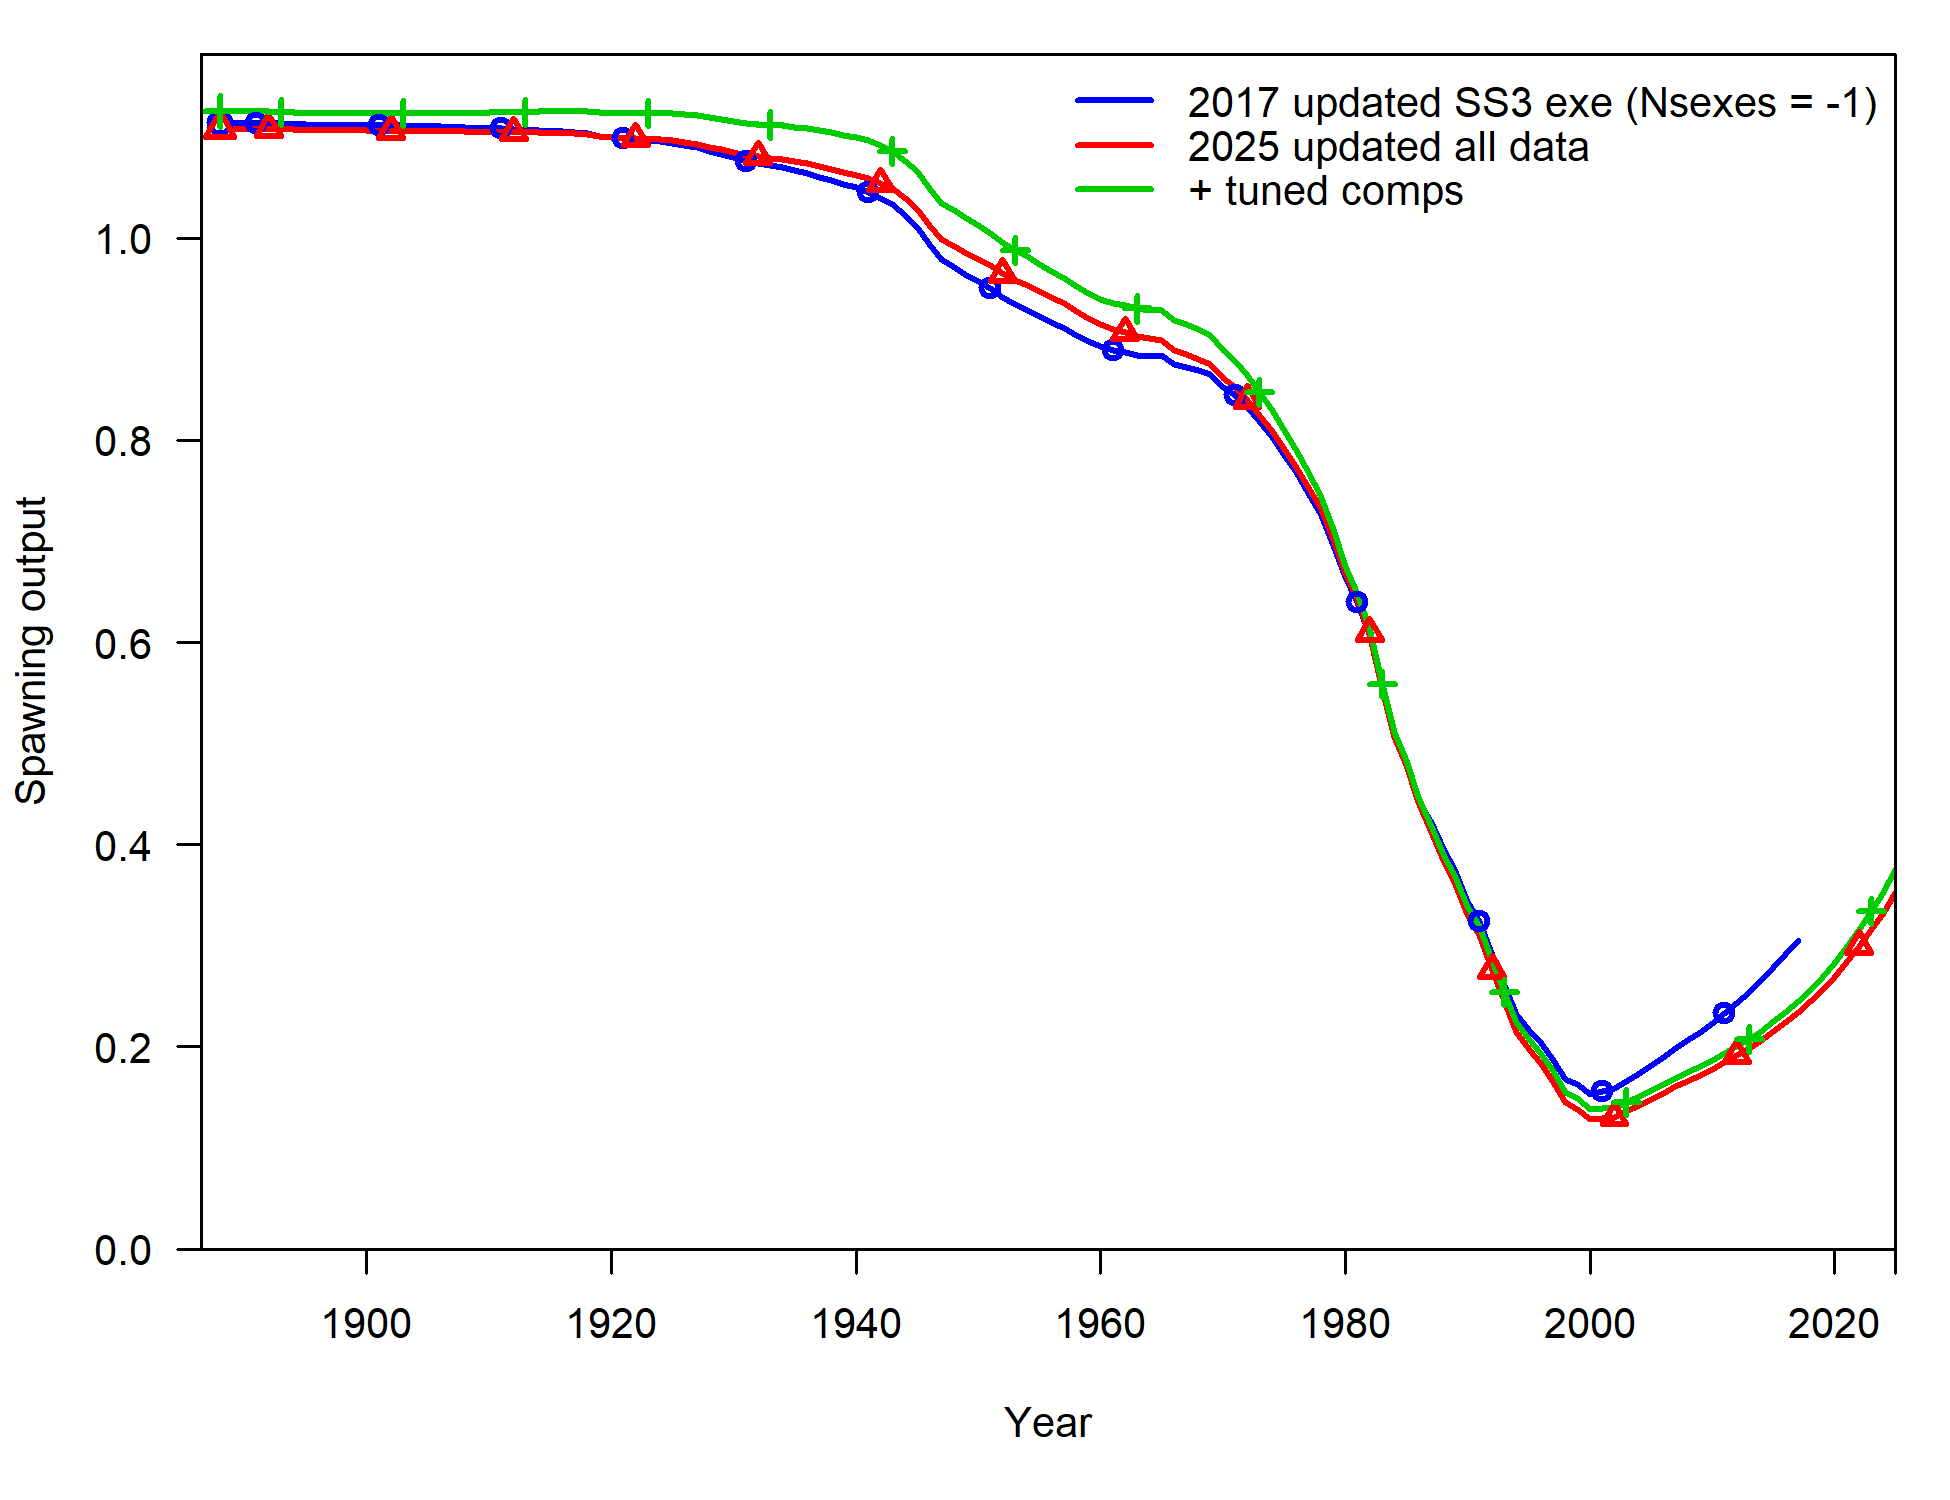 2017 updated SS3 exe (Nsexes = -1)
2025 updated all data
+ tuned comps
1.0
0.8
0.6
0.4
0.2
0.0
Spawning output
1900 1920 1940 1960 1980 2000 2020
Year